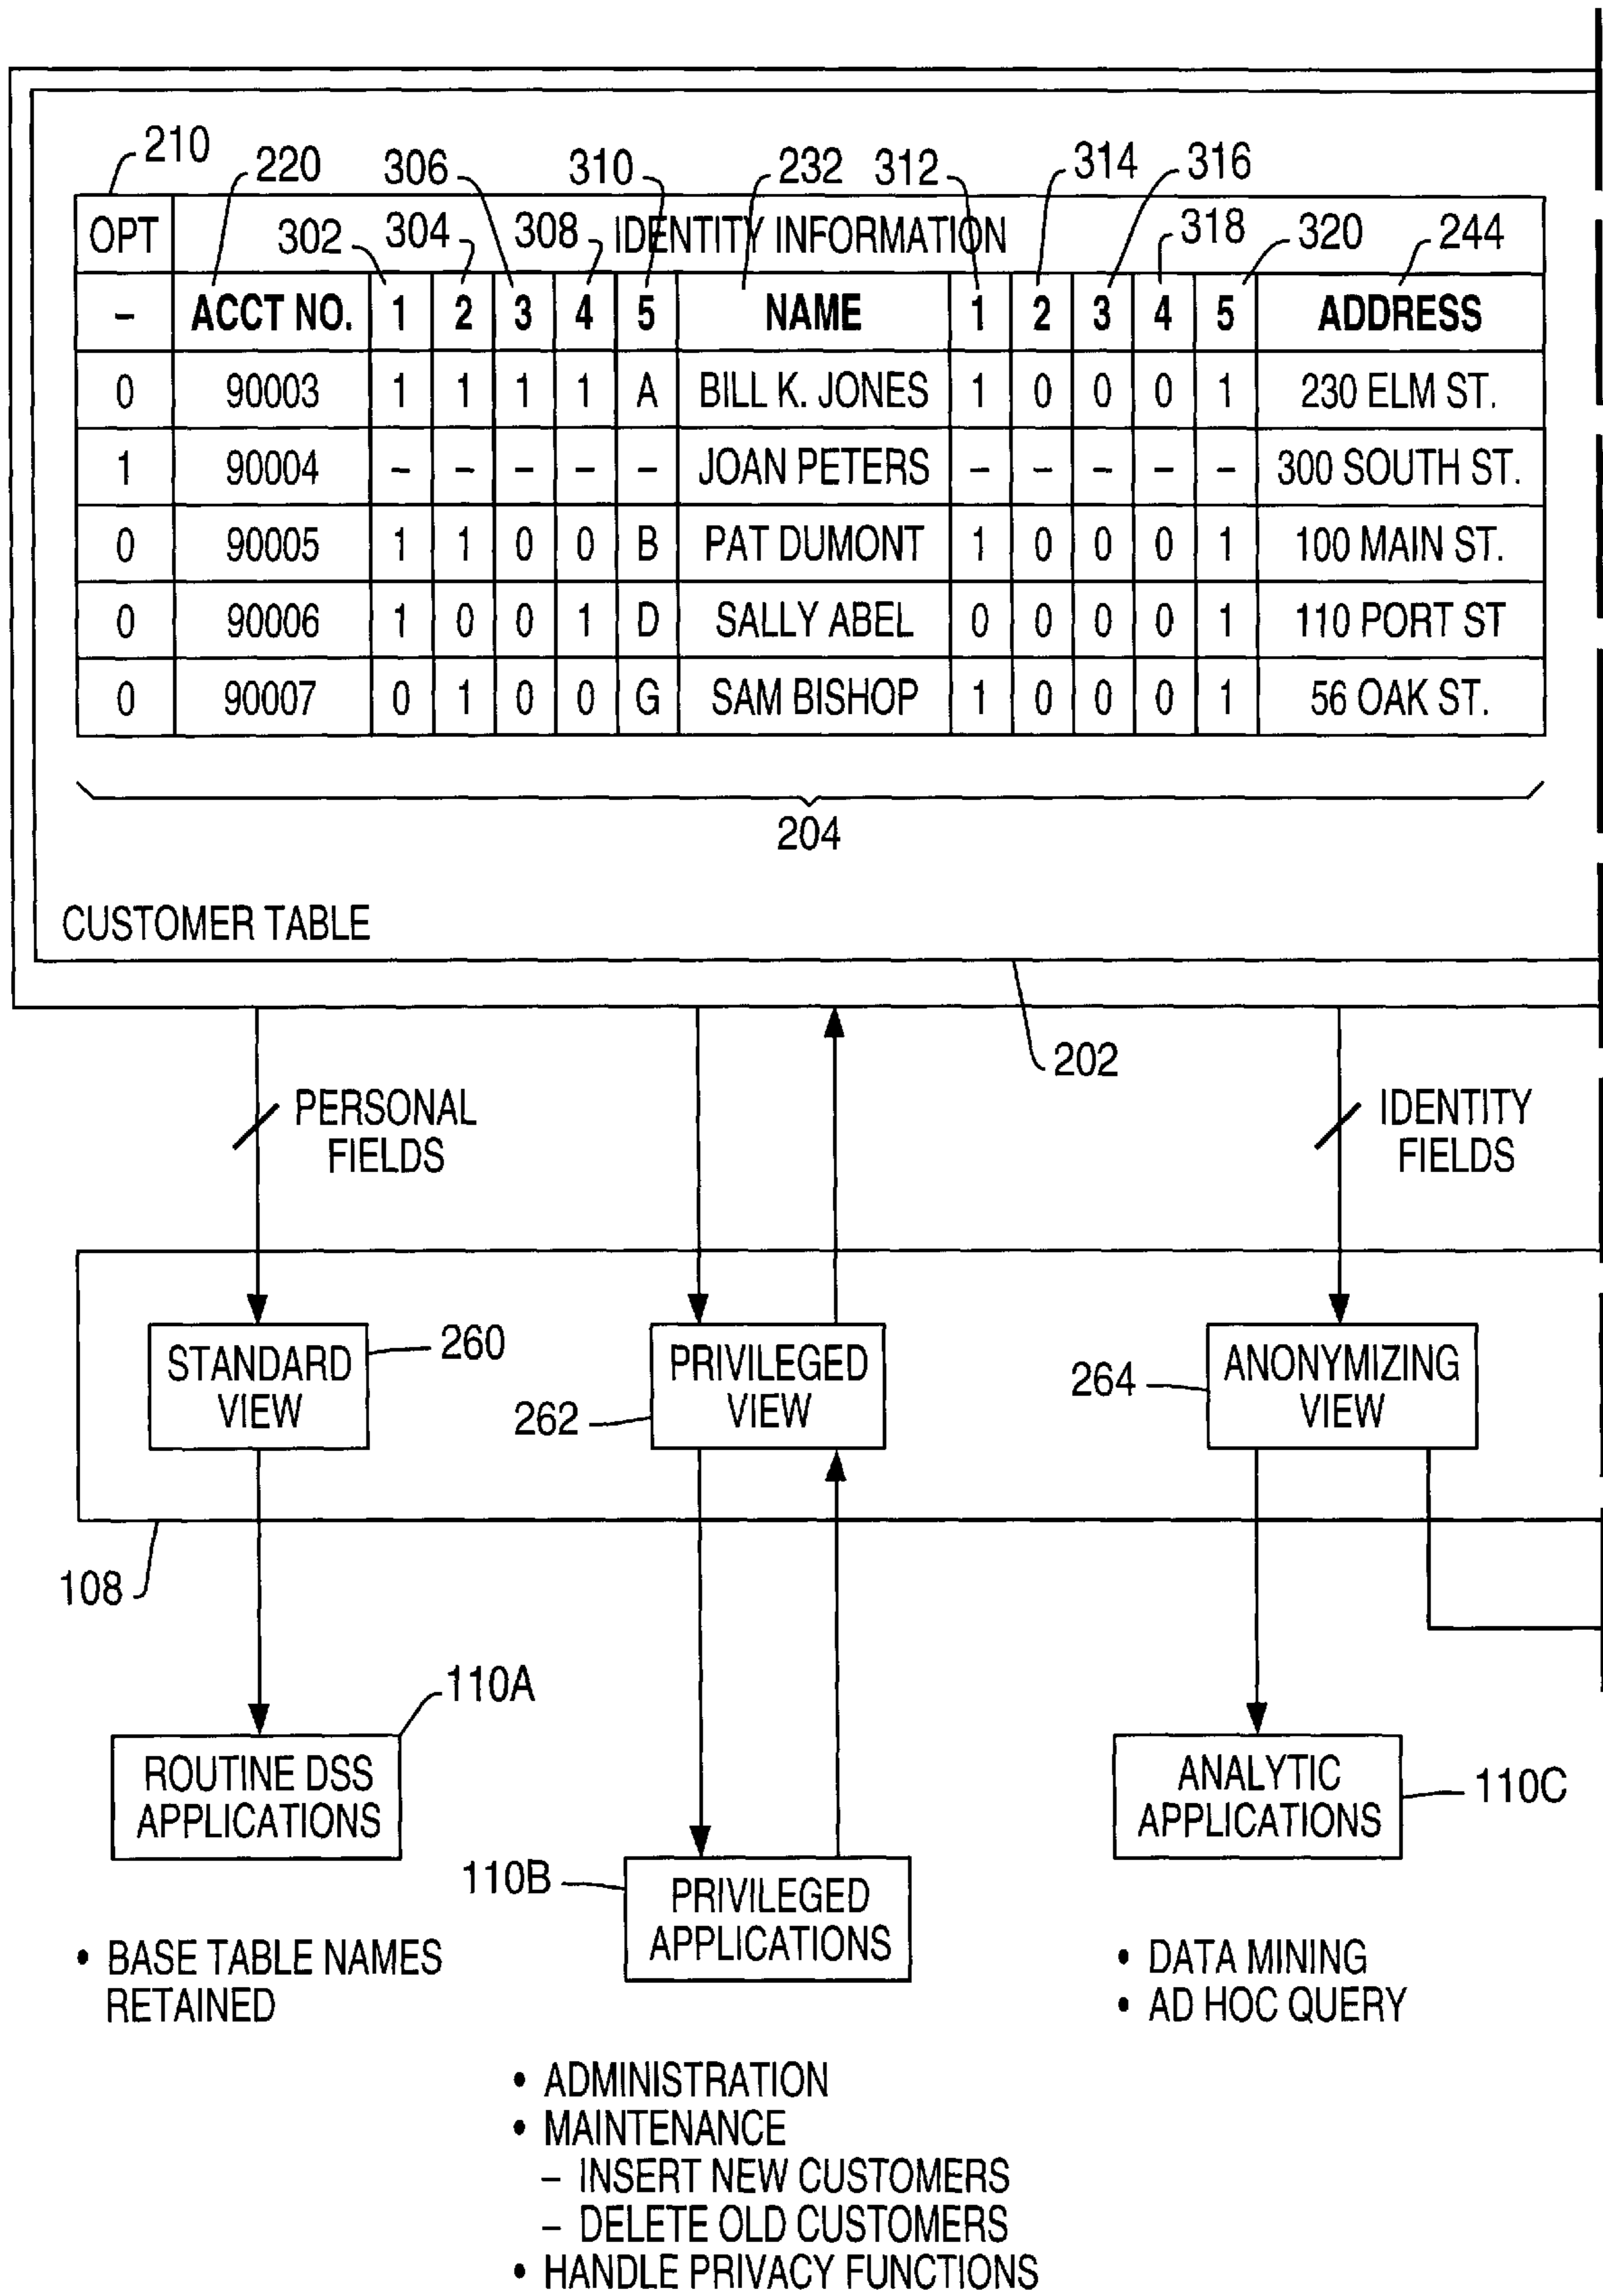 210
220 306 310 232 312 314 316
OPT 302 304 308 IDENTITY INFORMATION 318 320 244
– ACCT NO. 1 2 3 4 5 NAME 1 2 3 4 5 ADDRESS
0 90003 1 1 1 1 A BILL K. JONES 1 0 0 0 1 230 ELM ST.
1 90004 – – – – – JOAN PETERS – – – – – 300 SOUTH ST.
0 90005 1 1 0 0 B PAT DUMONT 1 0 0 0 1 100 MAIN ST.
0 90006 1 0 0 1 D SALLY ABEL 0 0 0 0 1 110 PORT ST
0 90007 0 1 0 0 G SAM BISHOP 1 0 0 0 1 56 OAK ST.
204
CUSTOMER TABLE
202
PERSONAL
FIELDS
IDENTITY
FIELDS
STANDARD
VIEW
260
PRIVILEGED
VIEW
262
ANONYMIZING
VIEW
264
108
110A
ROUTINE DSS
APPLICATIONS
110B
PRIVILEGED
APPLICATIONS
ANALYTIC
APPLICATIONS
110C
• BASE TABLE NAMES
RETAINED
• DATA MINING
• AD HOC QUERY
• ADMINISTRATION
• MAINTENANCE
– INSERT NEW CUSTOMERS
– DELETE OLD CUSTOMERS
• HANDLE PRIVACY FUNCTIONS